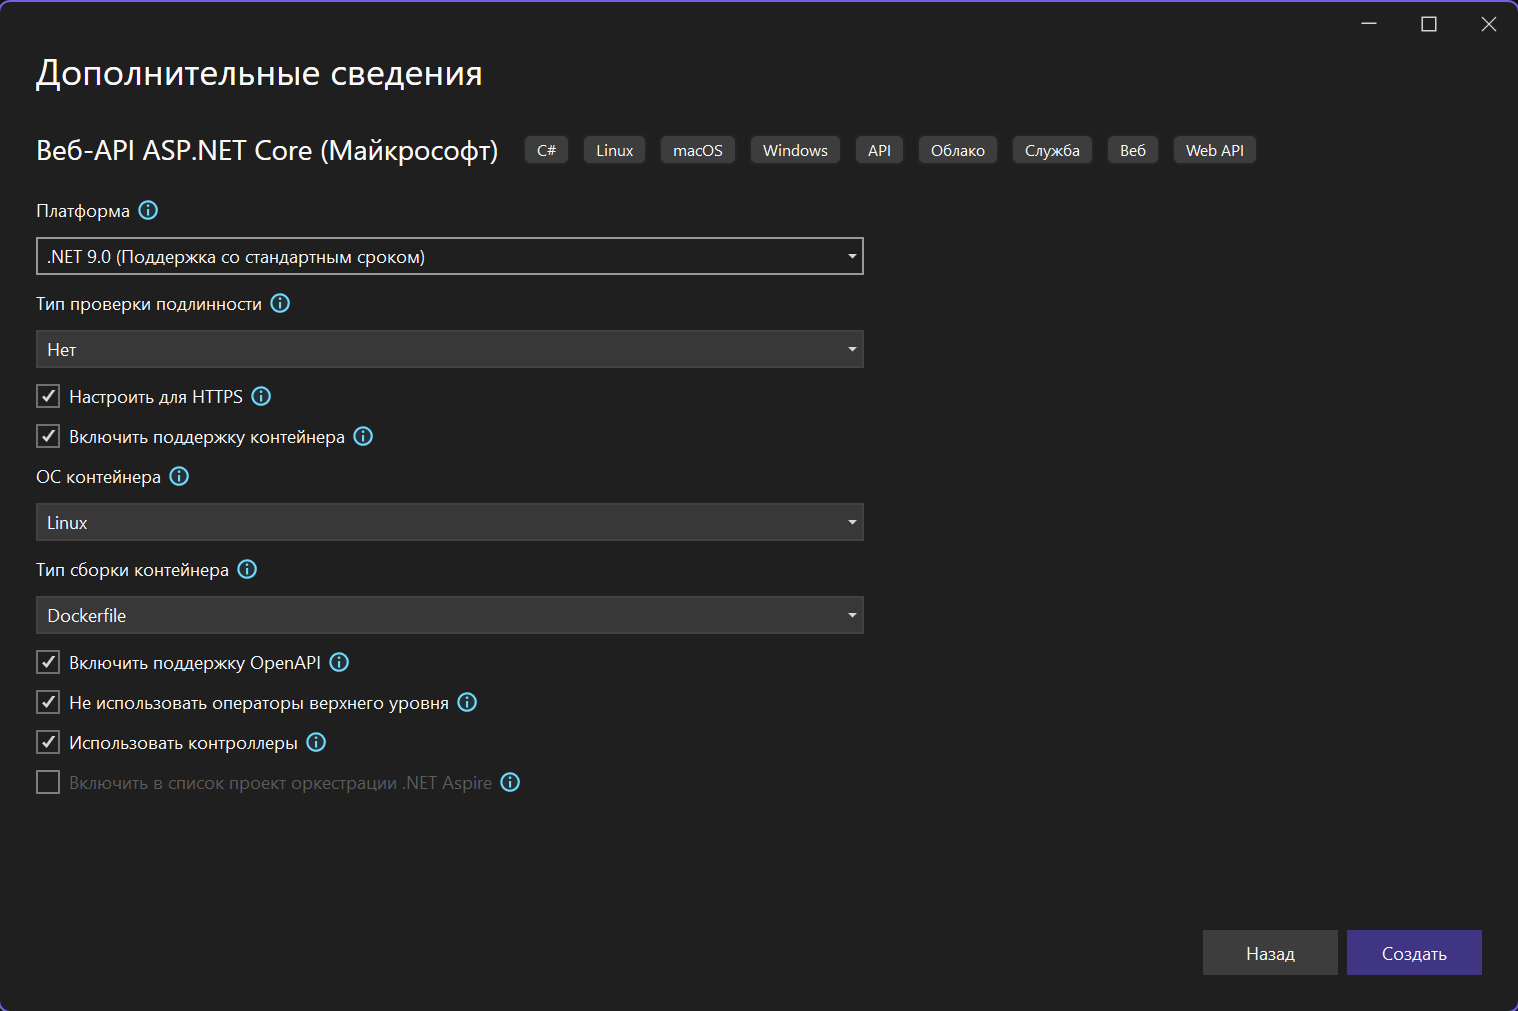 Дополнительные сведения
Веб-API ASP.NET Core (Майкрософт) C# Linux macOS Windows API Облако Служба Веб Web API
Платформа
.NET 9.0 (Поддержка со стандартным сроком)
Тип проверки подлинности
Нет
Настроить для HTTPS
Включить поддержку контейнера
ОС контейнера
Linux
Тип сборки контейнера
Dockerfile
Включить поддержку OpenAPI
Не использовать операторы верхнего уровня
Использовать контроллеры
Включить в список проект оркестрации .NET Aspire
Назад Создать